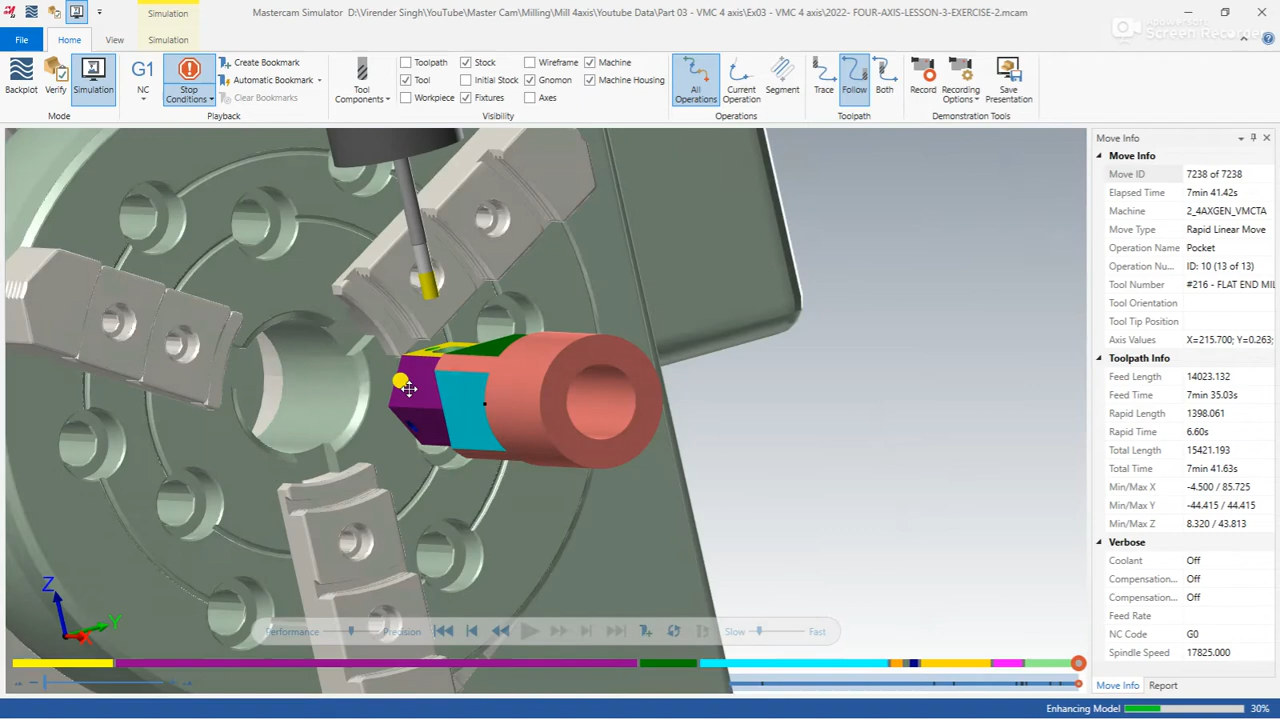 Simulation
Mastercam Simulator D:\Virender Singh\YouTube\Master Cam\Milling\Mill 4axis\Youtube Data\Part 03 - VMC 4 axis\Ex03 - VMC 4 axis\2022- FOUR-AXIS-LESSON-3-EXERCISE-2.mcam
Apowersoft
Screen Recorder
File Home View Simulation
Backplot Verify Simulation
Mode
G1
NC
Stop Conditions
Create Bookmark
Automatic Bookmark
Clear Bookmarks
Playback
Tool Components
Toolpath Stock Wireframe Machine
Tool Initial Stock Gnomon Machine Housing
Workpiece Fixtures Axes
Visibility
All Operations Current Operation Segment
Operations
Trace Follow Both
Toolpath
Record Recording Options Save Presentation
Demonstration Tools
Move Info
Move Info
Move ID 7238 of 7238
Elapsed Time 7min 41.42s
Machine 2_4AXGEN_VMCTA
Move Type Rapid Linear Move
Operation Name Pocket
Operation Nu... ID: 10 (13 of 13)
Tool Number #216 - FLAT END MIL
Tool Orientation
Tool Tip Position
Axis Values X=215.700; Y=0.263;
Toolpath Info
Feed Length 14023.132
Feed Time 7min 35.03s
Rapid Length 1398.061
Rapid Time 6.60s
Total Length 15421.193
Total Time 7min 41.63s
Min/Max X -4.500 / 85.725
Min/Max Y -44.415 / 44.415
Min/Max Z 8.320 / 43.813
Verbose
Coolant Off
Compensation... Off
Compensation... Off
Feed Rate
NC Code G0
Spindle Speed 17825.000
Z
Y
X
Performance Precision Slow Fast
Move Info Report
Enhancing Model 30%